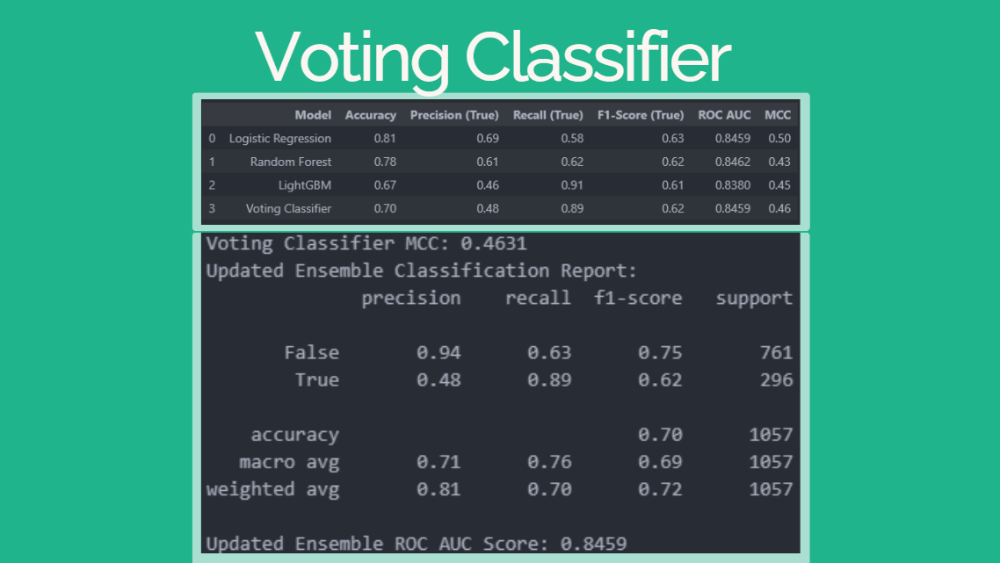 Voting Classifier
Model Accuracy Precision (True) Recall (True) F1-Score (True) ROC AUC MCC
0 Logistic Regression 0.81 0.69 0.58 0.63 0.8459 0.50
1 Random Forest 0.78 0.61 0.62 0.62 0.8462 0.43
2 LightGBM 0.67 0.46 0.91 0.61 0.8380 0.45
3 Voting Classifier 0.70 0.48 0.89 0.62 0.8459 0.46
Voting Classifier MCC: 0.4631
Updated Ensemble Classification Report:
precision recall f1-score support
False 0.94 0.63 0.75 761
True 0.48 0.89 0.62 296
accuracy 0.70 1057
macro avg 0.71 0.76 0.69 1057
weighted avg 0.81 0.70 0.72 1057
Updated Ensemble ROC AUC Score: 0.8459